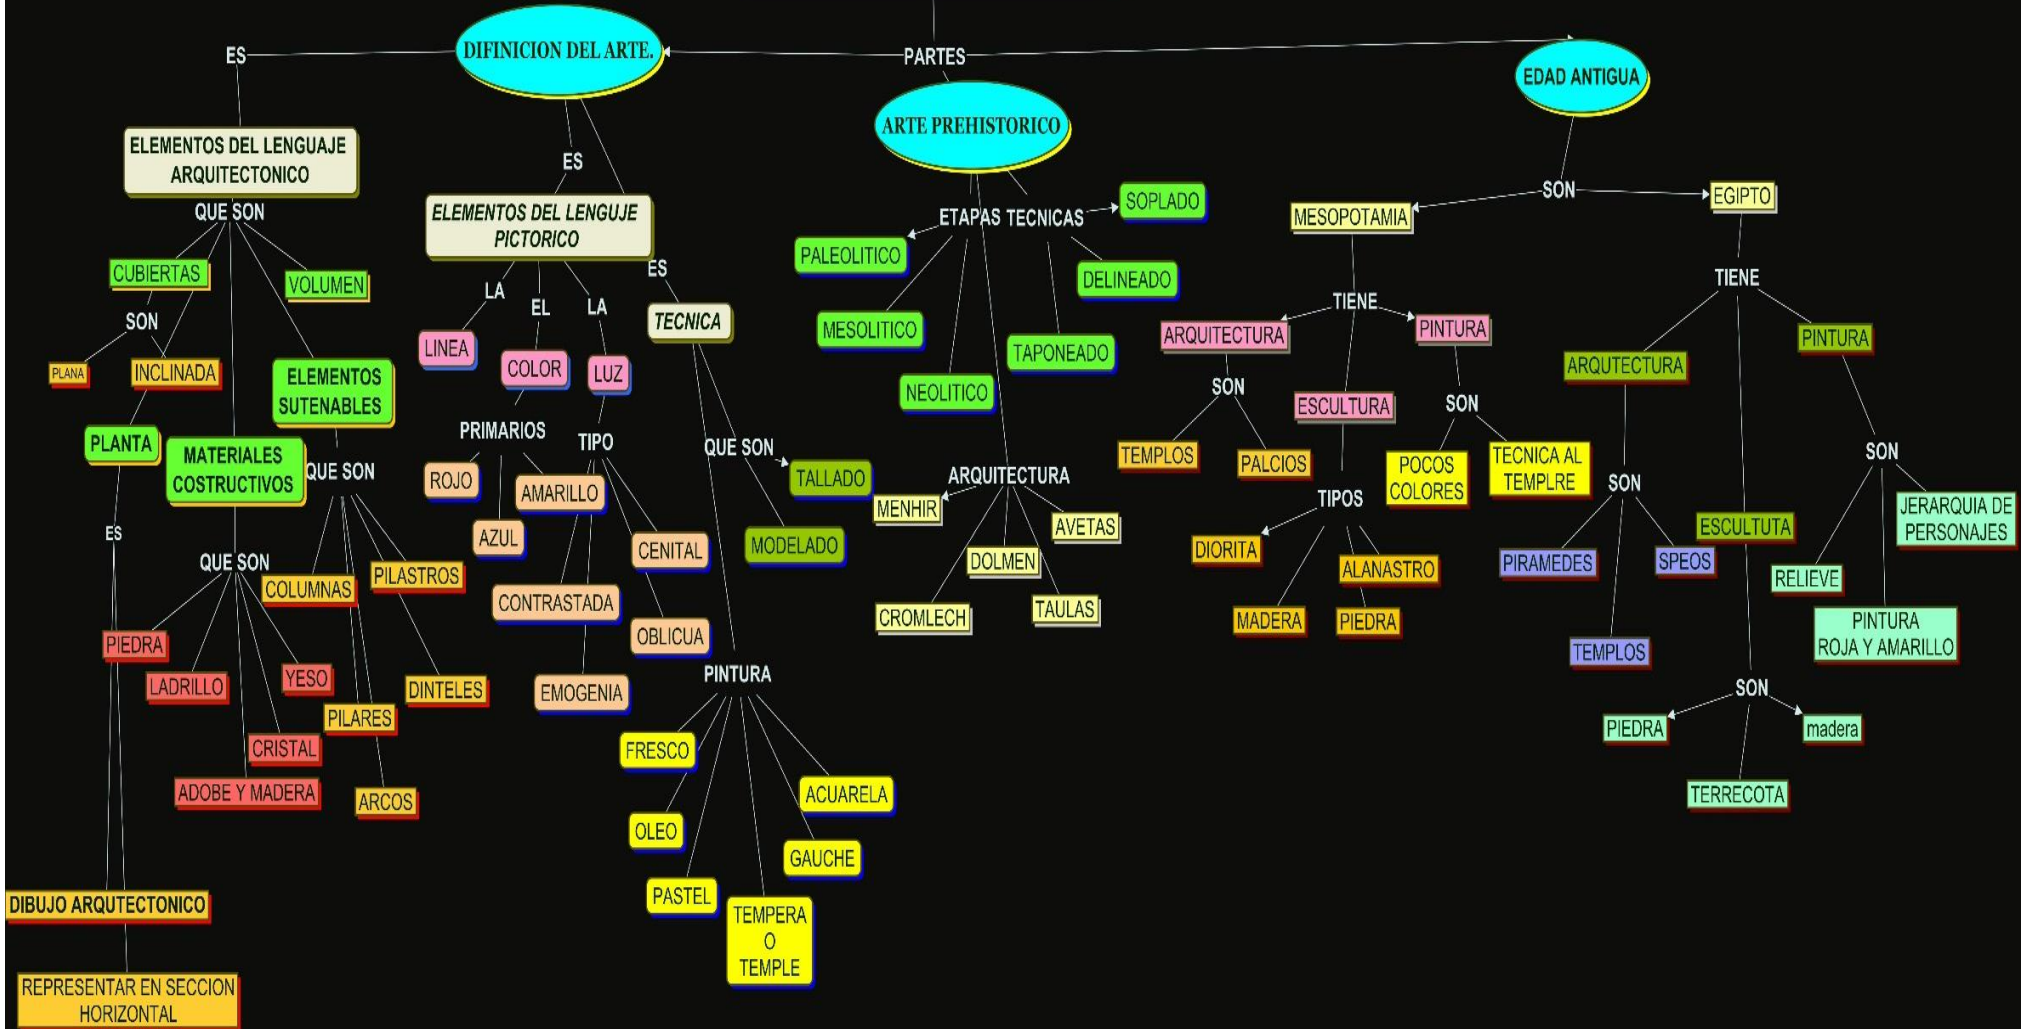 ES
DIFINICION DEL ARTE.
PARTES
EDAD ANTIGUA
ARTE PREHISTORICO
ELEMENTOS DEL LENGUAJE
ARQUITECTONICO
QUE SON
CUBIERTAS
VOLUMEN
SON
PLANA
INCLINADA
ELEMENTOS
SUTENABLES
PLANTA
MATERIALES
COSTRUCTIVOS
QUE SON
ES
QUE SON
COLUMNAS
PILASTROS
PIEDRA
LADRILLO
YESO
DINTELES
PILARES
CRISTAL
ADOBE Y MADERA
ARCOS
DIBUJO ARQUTECTONICO
REPRESENTAR EN SECCION
HORIZONTAL
ES
ELEMENTOS DEL LENGUJE
PICTORICO
ES
LA
EL
LA
TECNICA
LINEA
COLOR
LUZ
PRIMARIOS
TIPO
QUE SON
ROJO
AMARILLO
AZUL
TALLADO
CENITAL
MODELADO
CONTRASTADA
OBLICUA
EMOGENIA
PINTURA
FRESCO
ACUARELA
OLEO
GAUCHE
PASTEL
TEMPERA
O
TEMPLE
ETAPAS
TECNICAS
SOPLADO
PALEOLITICO
DELINEADO
MESOLITICO
TAPONEADO
NEOLITICO
ARQUITECTURA
MENHIR
AVETAS
DOLMEN
CROMLECH
TAULAS
SON
MESOPOTAMIA
EGIPTO
TIENE
ARQUITECTURA
PINTURA
SON
ESCULTURA
SON
TEMPLOS
PALCIOS
POCOS
COLORES
TECNICA AL
TEMPLRE
TIPOS
DIORITA
ALANASTRO
MADERA
PIEDRA
TIENE
PINTURA
ARQUTECTURA
SON
SON
ESCULTUTA
JERARQUIA DE
PERSONAJES
PIRAMEDES
SPEOS
RELIEVE
TEMPLOS
PINTURA
ROJA Y AMARILLO
SON
PIEDRA
madera
TERRECOTA